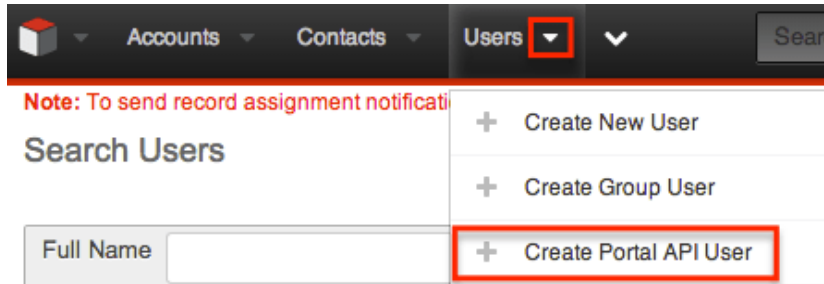 Accounts
Contacts
Users
Sear
Note: To send record assignment notificati
Search Users
Create New User
Create Group User
Full Name
Create Portal API User